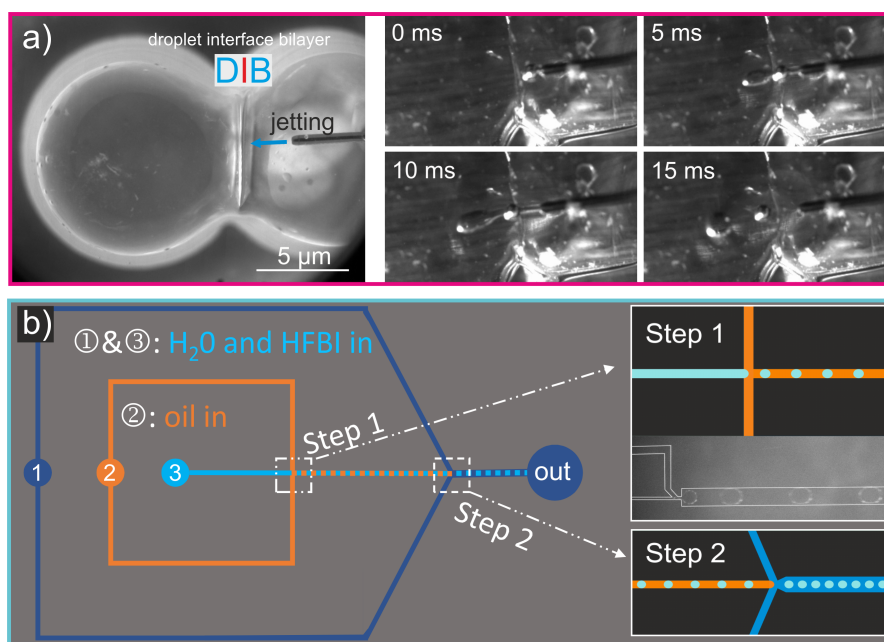 a)
droplet interface bilayer
DIB
jetting
5 µm
0 ms
5 ms
10 ms
15 ms
b)
①&③: H₂0 and HFBI in
②: oil in
Step 1
1
2
3
out
Step 2
Step 1
Step 2